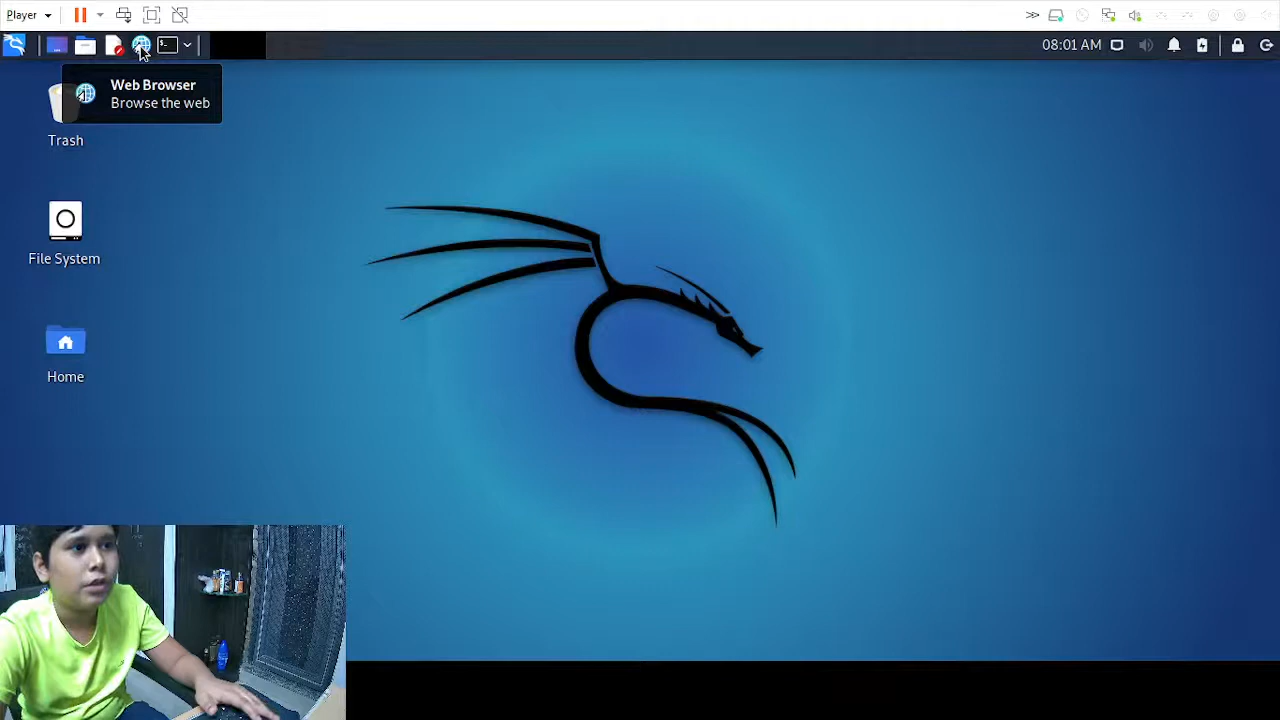 Player
08:01 AM
Web Browser
Browse the web
Trash
File System
Home